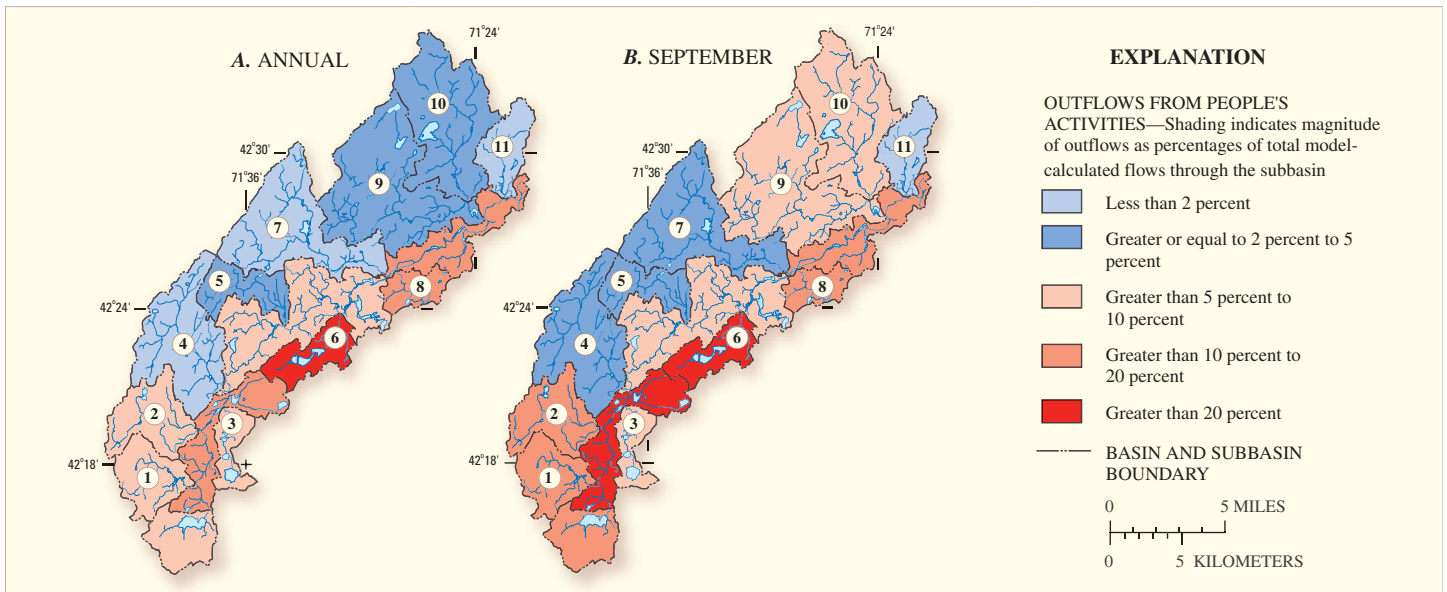 A. ANNUAL
71°24'
10
11
42°30'
71°36'
9
7
5
8
42°24'
6
4
2
3
42°18'
1
B. SEPTEMBER
71°24'
10
11
42°30'
71°36'
9
7
5
8
42°24'
6
4
2
3
42°18'
1
EXPLANATION
OUTFLOWS FROM PEOPLE'S
ACTIVITIES—Shading indicates magnitude
of outflows as percentages of total model-
calculated flows through the subbasin
Less than 2 percent
Greater or equal to 2 percent to 5
percent
Greater than 5 percent to
10 percent
Greater than 10 percent to
20 percent
Greater than 20 percent
BASIN AND SUBBASIN
BOUNDARY
0 5 MILES
0 5 KILOMETERS